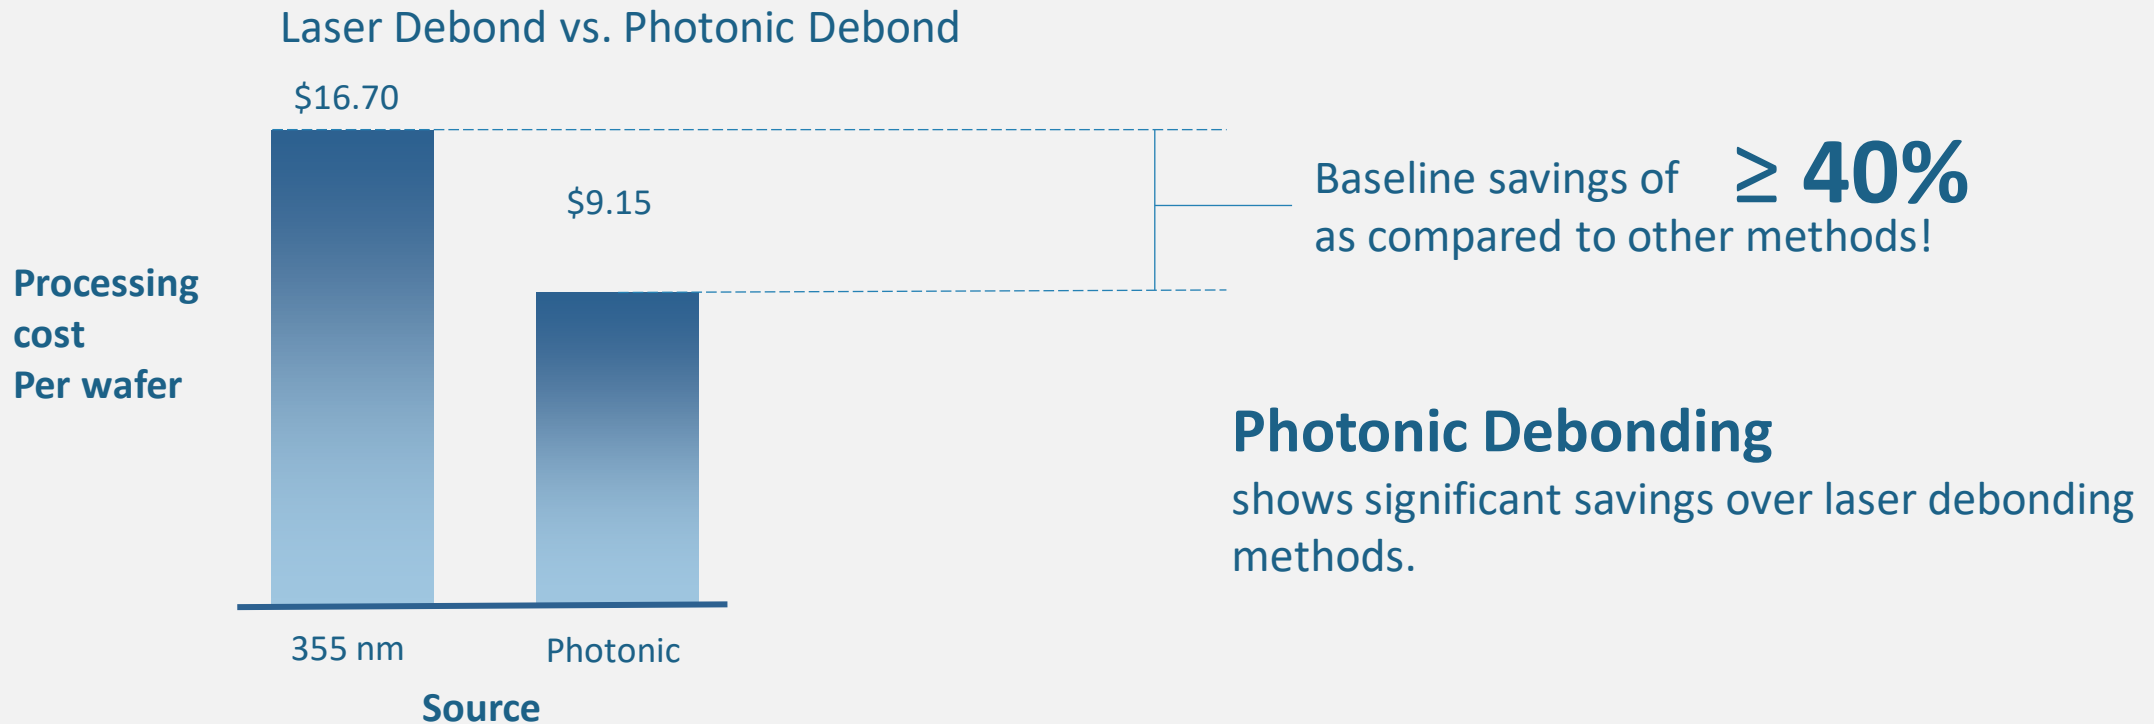 Laser Debond vs. Photonic Debond
$16.70
$9.15
Processing
cost
Per wafer
355 nm
Photonic
Source
Baseline savings of ≥ 40%
as compared to other methods!
Photonic Debonding
shows significant savings over laser debonding
methods.